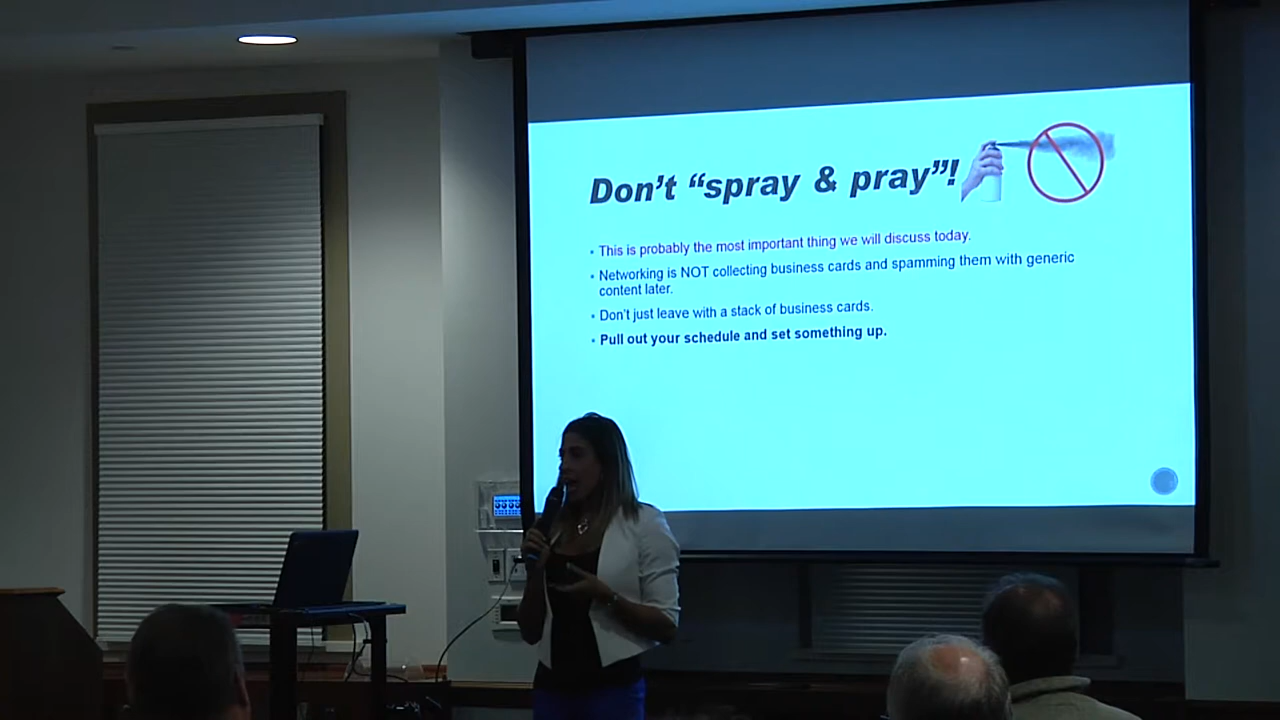 Don't “spray & pray”!
▪ This is probably the most important thing we will discuss today.
▪ Networking is NOT collecting business cards and spamming them with generic
content later.
▪ Don't just leave with a stack of business cards.
▪ Pull out your schedule and set something up.